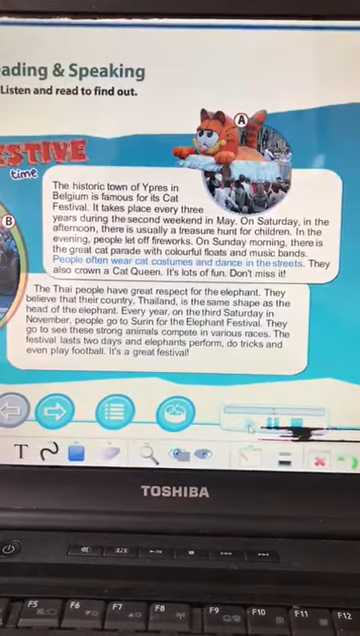 ading & Speaking
Listen and read to find out.
ESTIVE
time
A
B
The historic town of Ypres in
Belgium is famous for its Cat
Festival. It takes place every three
years during the second weekend in May. On Saturday, in the
afternoon, there is usually a treasure hunt for children. In the
evening, people let off fireworks. On Sunday morning, there is
the great cat parade with colourful floats and music bands.
People often wear cat costumes and dance in the streets. They
also crown a Cat Queen. It's lots of fun. Don't miss it!
The Thai people have great respect for the elephant. They
believe that their country, Thailand, is the same shape as the
head of the elephant. Every year, on the third Saturday in
November, people go to Surin for the Elephant Festival. They
go to see these strong animals compete in various races. The
festival lasts two days and elephants perform, do tricks and
even play football. It's a great festival!
T
TOSHIBA
F5 F6 F7 F8 F9 F10 F11 F12